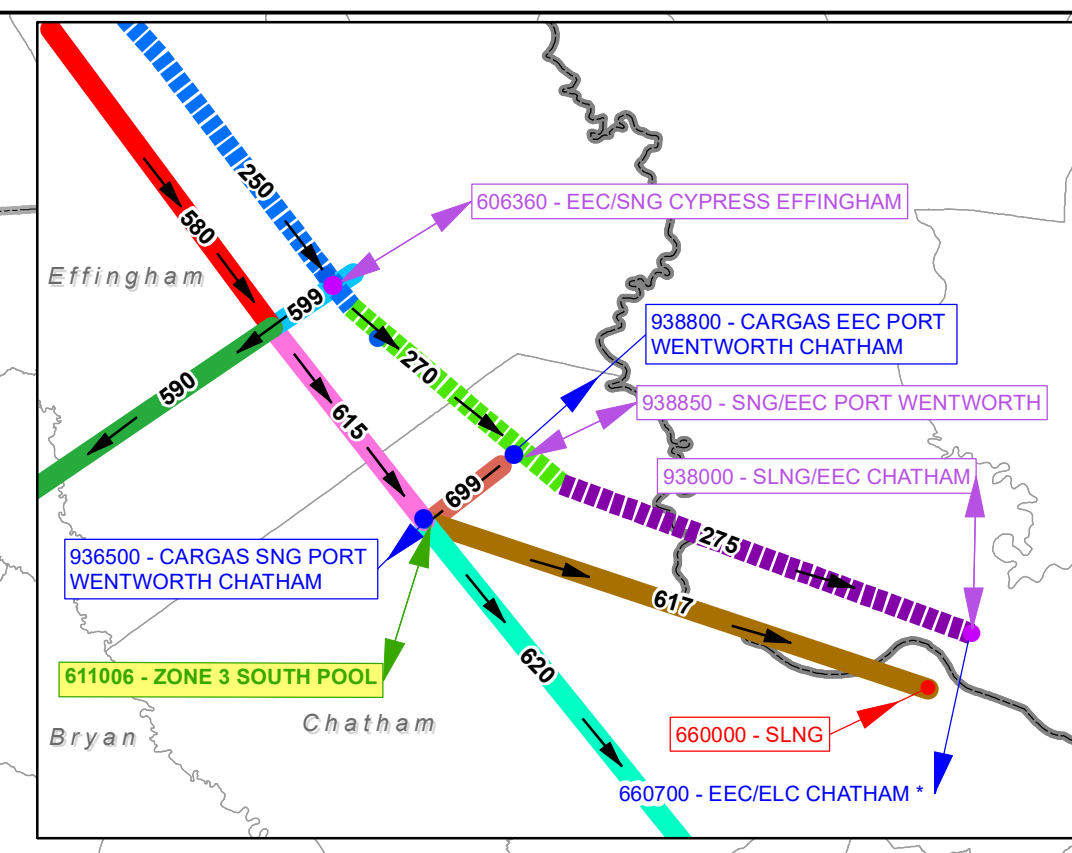 250
580
606360 - EEC/SNG CYPRESS EFFINGHAM
Effingham
599
938800 - CARGAS EEC PORT
WENTWORTH CHATHAM
270
590
938850 - SNG/EEC PORT WENTWORTH
615
938000 - SLNG/EEC CHATHAM
699
275
936500 - CARGAS SNG PORT
WENTWORTH CHATHAM
617
620
611006 - ZONE 3 SOUTH POOL
Chatham
Bryan
660000 - SLNG
660700 - EEC/ELC CHATHAM *